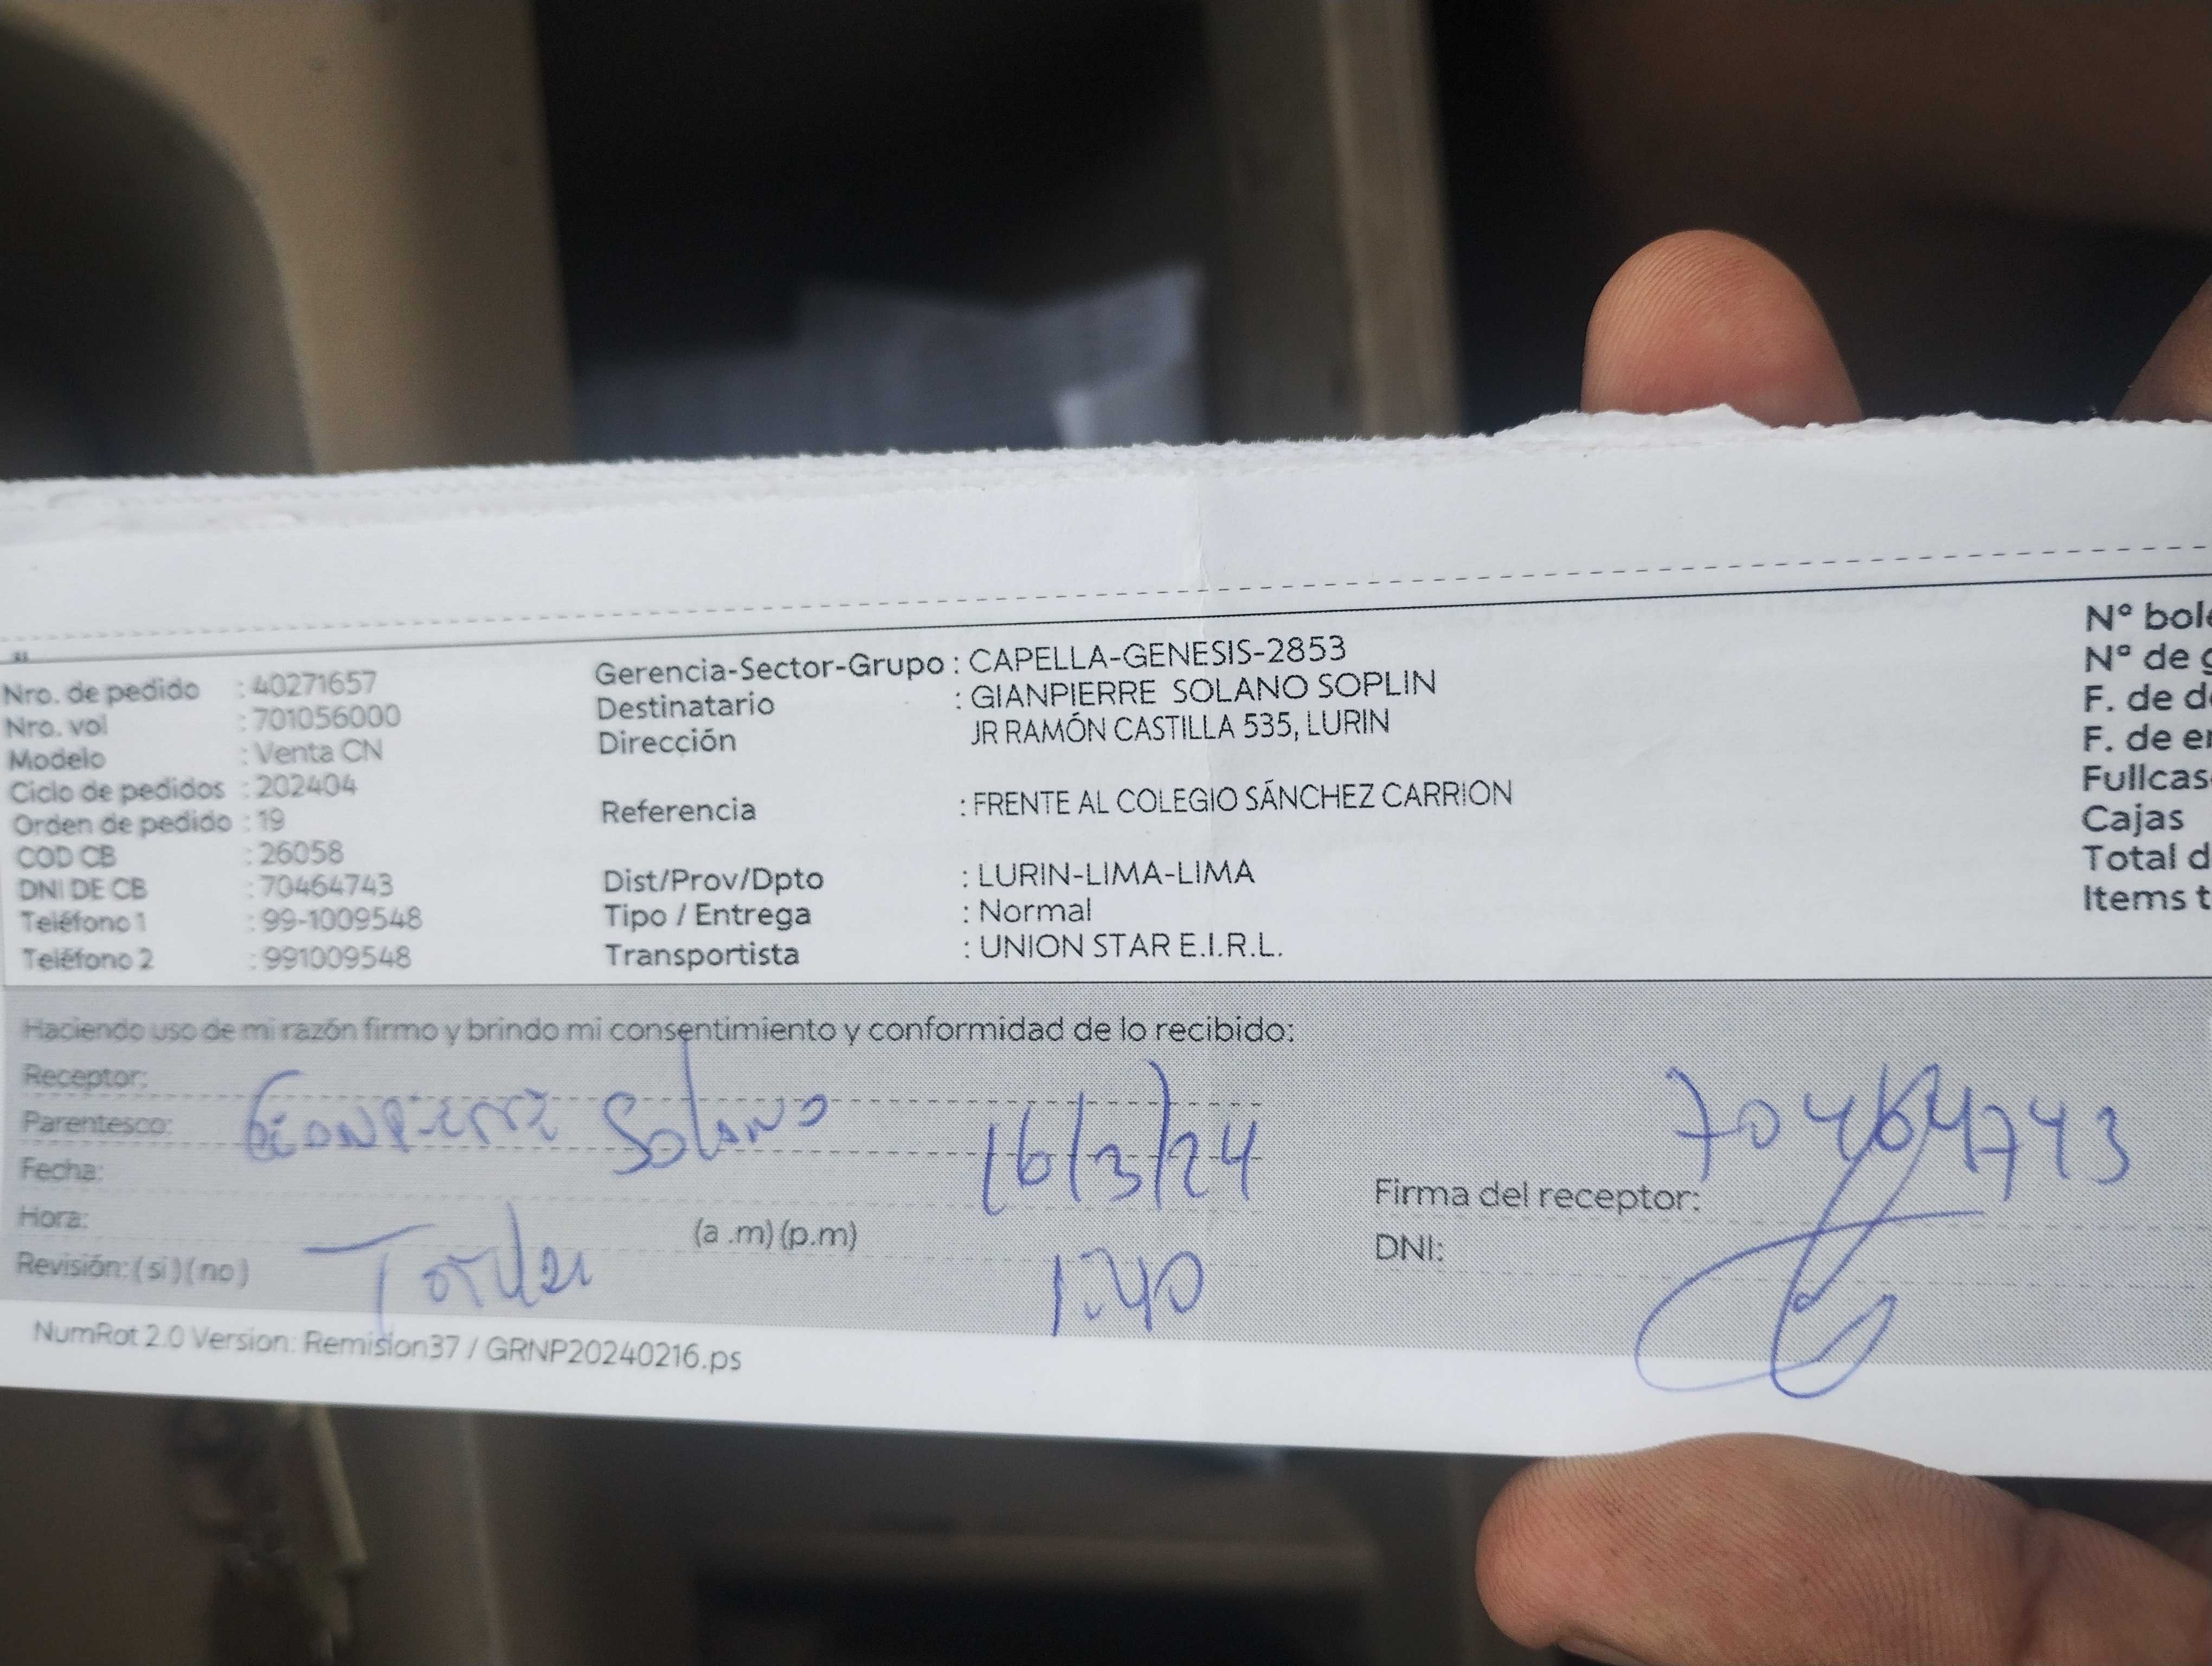 Nro. de pedido : 40271657
Nro. vol : 701056000
Modelo : Venta CN
Ciclo de pedidos : 202404
Orden de pedido : 19
COD CB : 26058
DNI DE CB : 70464743
Teléfono 1 : 99-1009548
Teléfono 2 : 991009548
Gerencia-Sector-Grupo : CAPELLA-GENESIS-2853
Destinatario : GIANPIERRE SOLANO SOPLIN
Dirección JR RAMÓN CASTILLA 535, LURIN
Referencia : FRENTE AL COLEGIO SÁNCHEZ CARRION
Dist/Prov/Dpto : LURIN-LIMA-LIMA
Tipo / Entrega : Normal
Transportista : UNION STAR E.I.R.L.
N° bol
N° de
F. de d
F. de e
Fullcas
Cajas
Total d
Items t
Haciendo uso de mi razón firmo y brindo mi consentimiento y conformidad de lo recibido:
Receptor:
Parentesco: Gianpierre Solano 16/3/24
Fecha:
Hora: (a .m) (p.m)
Revisión: ( si ) ( no ) Titular 1:40
70464743
Firma del receptor:
DNI:
NumRot 2.0 Version: Remision37 / GRNP20240216.ps